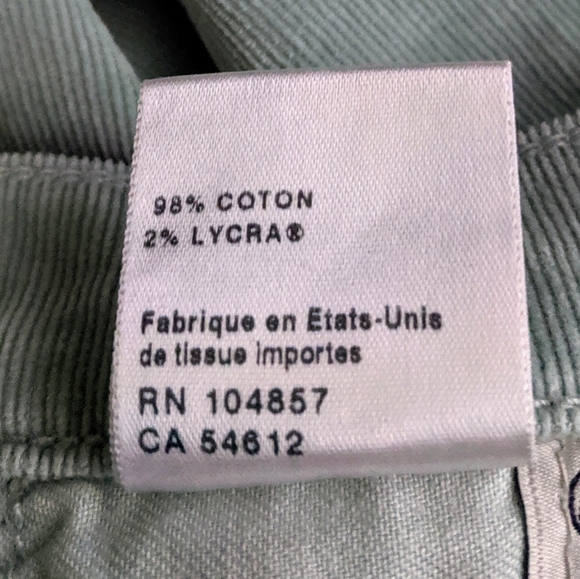 98% COTON
2% LYCRA®
Fabrique en Etats-Unis
de tissue importes
RN 104857
CA 54612